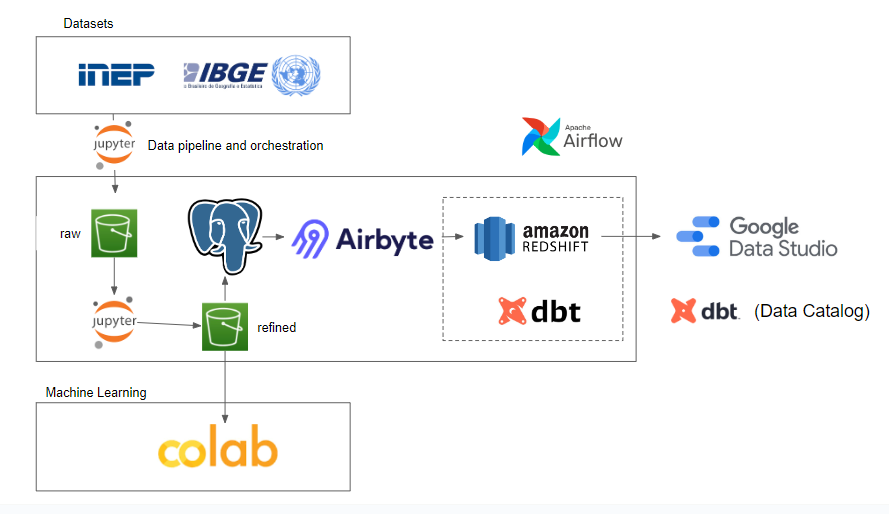 Datasets
INEP
IBGE
o Brasileiro de Geografia e Estatística
jupyter
Data pipeline and orchestration
Apache
Airflow
raw
Airbyte
amazon
REDSHIFT
Google
Data Studio
jupyter
refined
dbt
dbt
(Data Catalog)
Machine Learning
colab